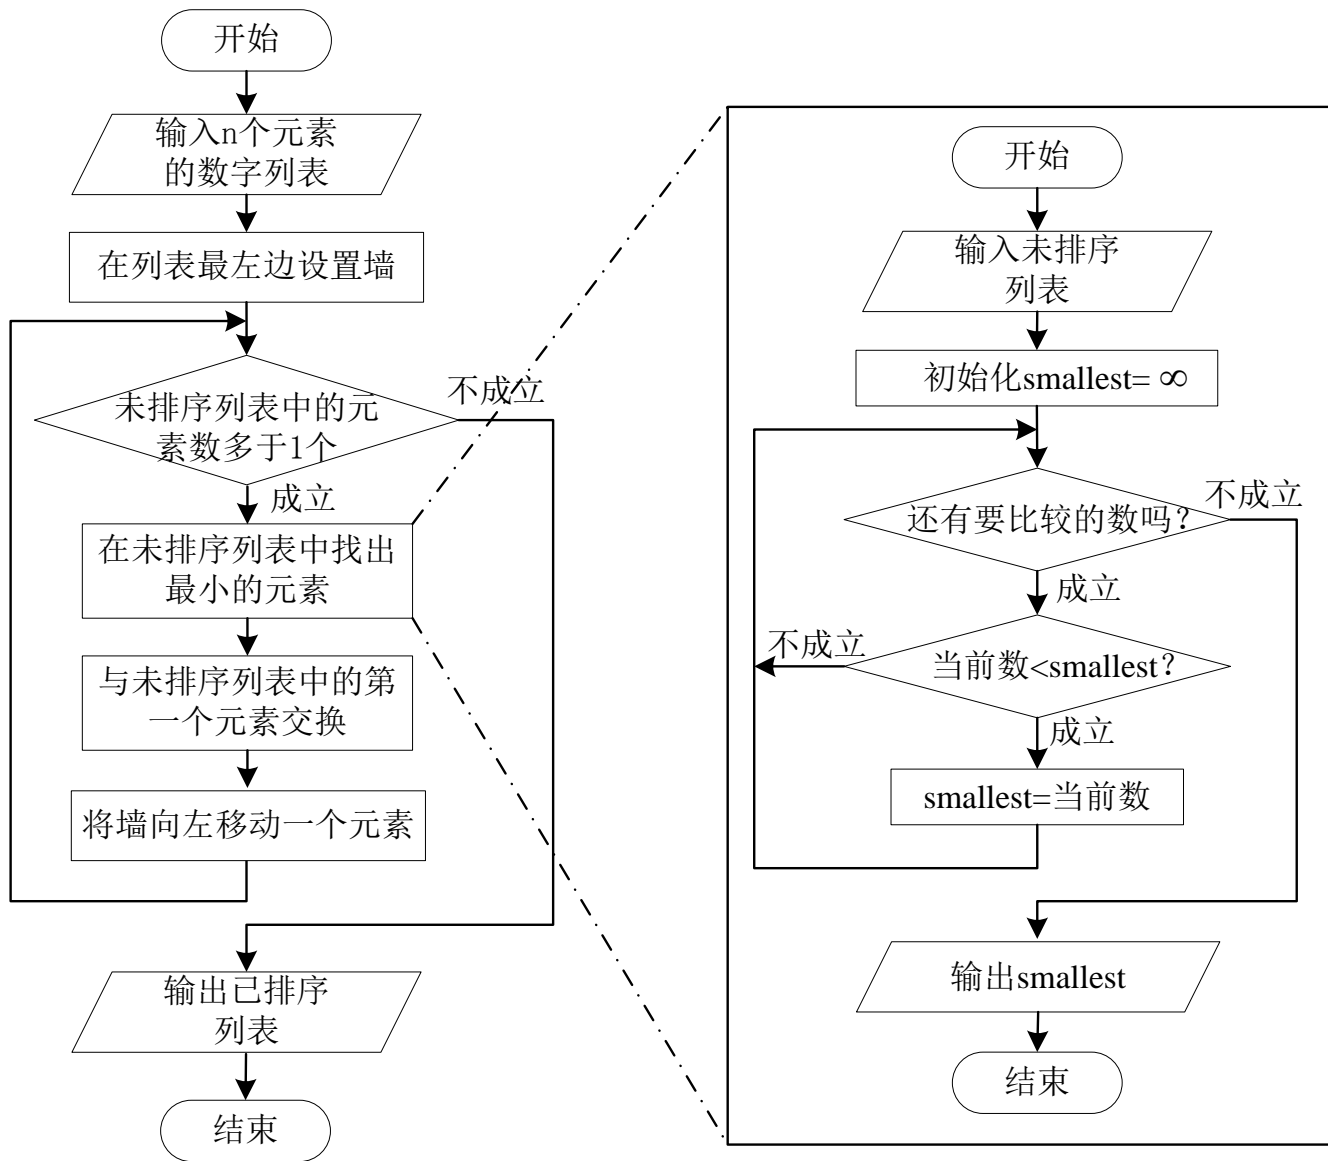 开始
输入n个元素
的数字列表
在列表最左边设置墙
未排序列表中的元
素数多于1个
不成立
成立
在未排序列表中找出
最小的元素
与未排序列表中的第
一个元素交换
将墙向左移动一个元素
输出已排序
列表
结束
开始
输入未排序
列表
初始化smallest= ∞
还有要比较的数吗?
不成立
成立
当前数<smallest?
不成立
成立
smallest=当前数
输出smallest
结束